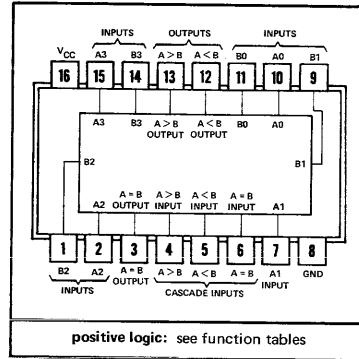 INPUTS OUTPUTS INPUTS
VCC A3 B3 A > B A < B B0 A0 B1
16 15 14 13 12 11 10 9
A3 B3 A > B OUTPUT A < B OUTPUT B0 A0
B2 B1
A2 A = B OUTPUT A > B INPUT A < B INPUT A = B INPUT A1
1 2 3 4 5 6 7 8
B2 A2 A = B OUTPUT A > B A < B A = B A1 INPUT GND
INPUTS CASCADE INPUTS
positive logic: see function tables